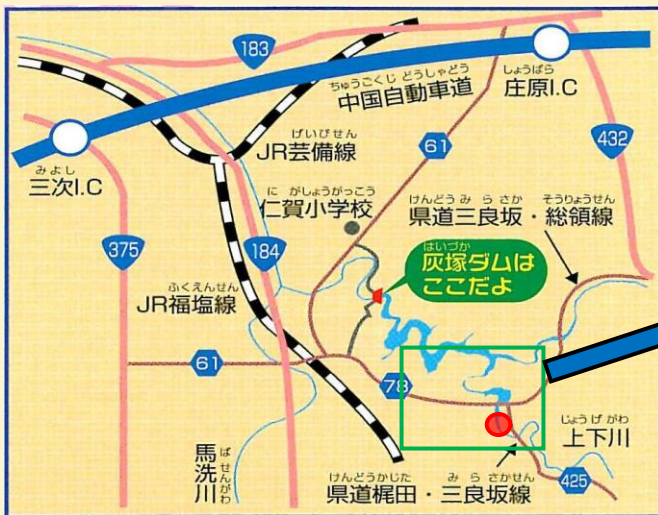 183
ちゅうごくじどうしゃどう
中国自動車道
しょうばら
庄原I.C
げいびせん
JR芸備線
61
432
みよし
三次I.C
にがしょうがっこう
仁賀小学校
けんどうみらさか・そうりょうせん
県道三良坂・総領線
375
184
はいづか
灰塚ダムは
ここだよ
ふくえんせん
JR福塩線
61
78
じょうげがわ
上下川
ばせんがわ
馬洗川
けんどうかじた・みらさかせん
県道梶田・三良坂線
425